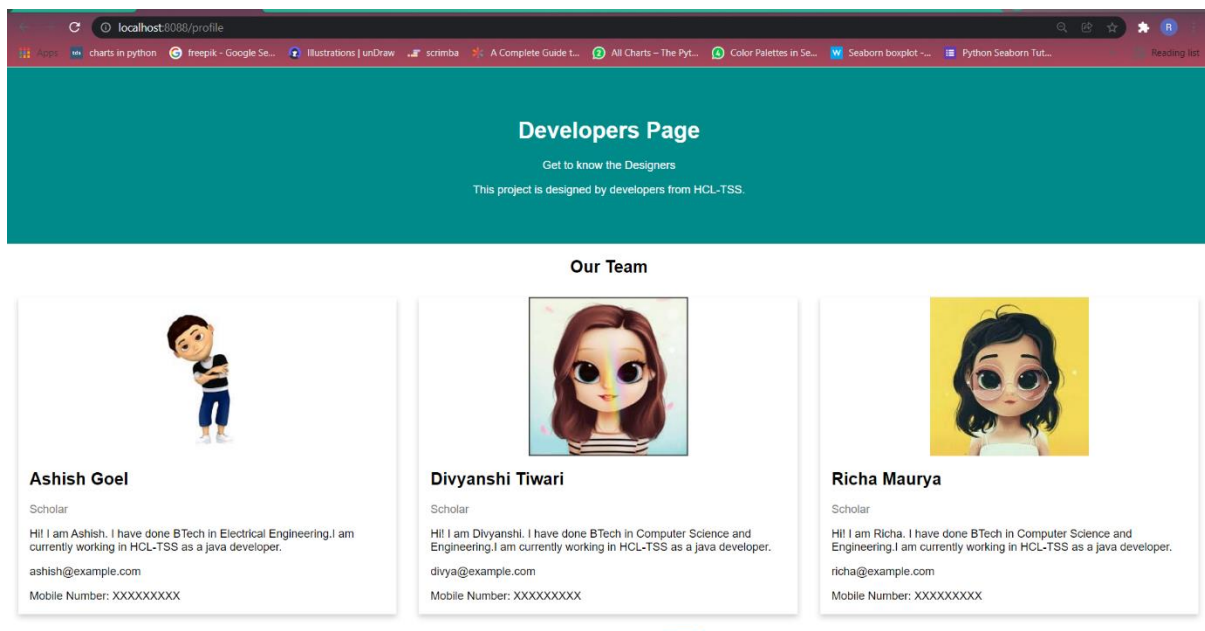 localhost:8088/profile
R
Apps
tds
charts in python
freepik - Google Se...
Illustrations | unDraw
scrimba
A Complete Guide t...
All Charts – The Pyt...
Color Palettes in Se...
W
Seaborn boxplot -...
Python Seaborn Tut...
Reading list
Developers Page
Get to know the Designers
This project is designed by developers from HCL-TSS.
Our Team
Ashish Goel
Scholar
Hi! I am Ashish. I have done BTech in Electrical Engineering.I am
currently working in HCL-TSS as a java developer.
ashish@example.com
Mobile Number: XXXXXXXXX
Divyanshi Tiwari
Scholar
Hi! I am Divyanshi. I have done BTech in Computer Science and
Engineering.I am currently working in HCL-TSS as a java developer.
divya@example.com
Mobile Number: XXXXXXXXX
Richa Maurya
Scholar
Hi! I am Richa. I have done BTech in Computer Science and
Engineering.I am currently working in HCL-TSS as a java developer.
richa@example.com
Mobile Number: XXXXXXXXX